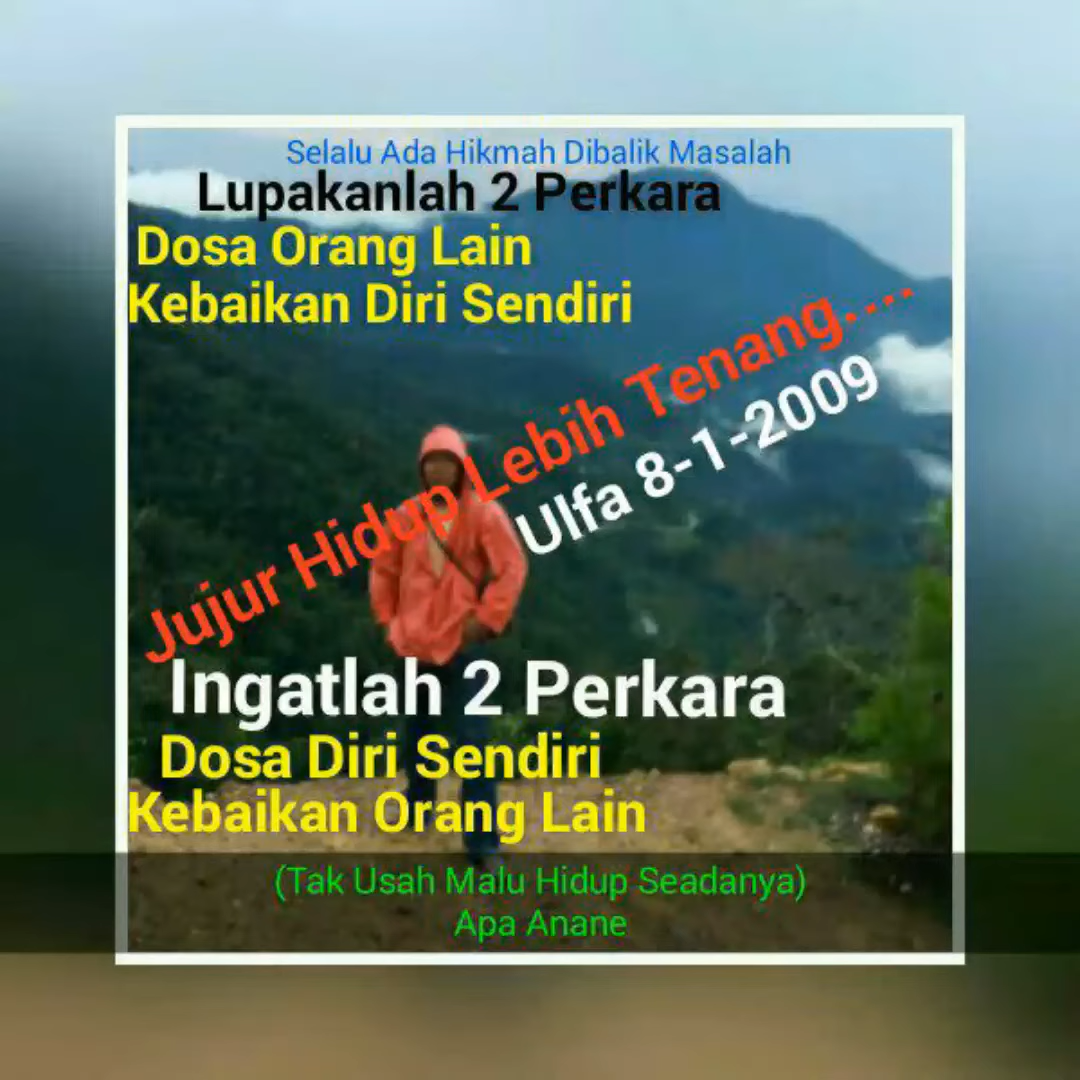 Selalu Ada Hikmah Dibalik Masalah
Lupakanlah 2 Perkara
Dosa Orang Lain
Kebaikan Diri Sendiri
Jujur Hidup Lebih Tenang....
Ulfa 8-1-2009
Ingatlah 2 Perkara
Dosa Diri Sendiri
Kebaikan Orang Lain
(Tak Usah Malu Hidup Seadanya)
Apa Anane